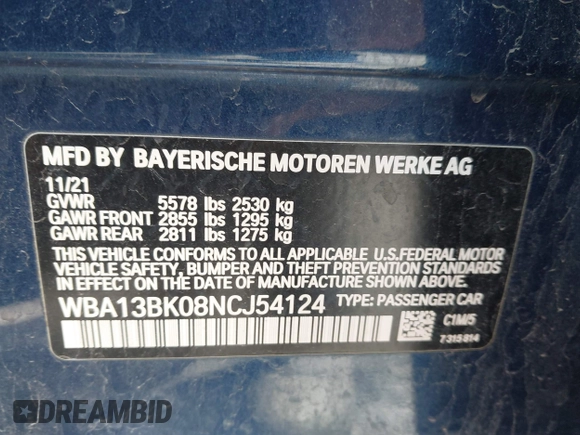 MFD BY BAYERISCHE MOTOREN WERKE AG
11/21
GVWR 5578 lbs 2530 kg
GAWR FRONT 2855 lbs 1295 kg
GAWR REAR 2811 lbs 1275 kg
THIS VEHICLE CONFORMS TO ALL APPLICABLE U.S.FEDERAL MOTOR
VEHICLE SAFETY, BUMPER AND THEFT PREVENTION STANDARDS
IN EFFECT ON THE DATE OF MANUFACTURE SHOWN ABOVE.
WBA13BK08NCJ54124 TYPE: PASSENGER CAR
C1M/5
7315814
DREAMBID